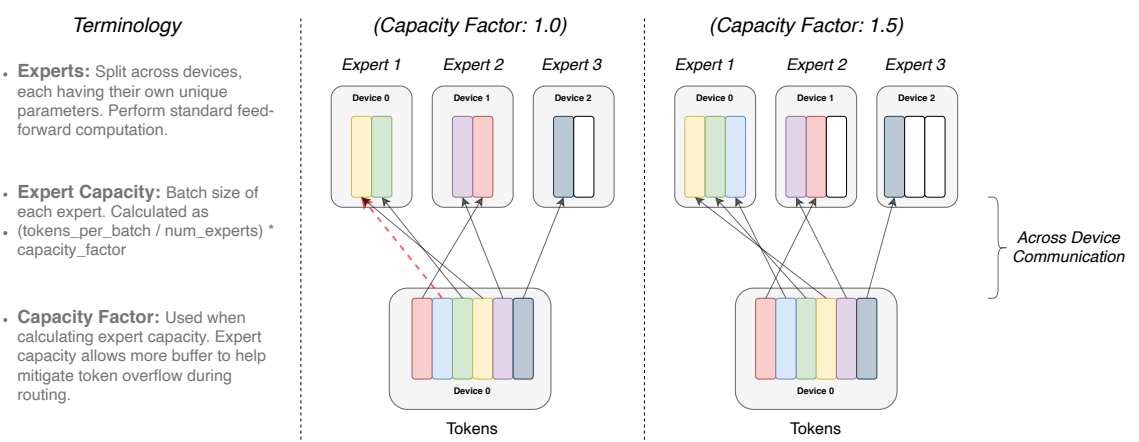 Terminology
• Experts: Split across devices,
each having their own unique
parameters. Perform standard feed-
forward computation.
• Expert Capacity: Batch size of
each expert. Calculated as
• (tokens_per_batch / num_experts) *
capacity_factor
• Capacity Factor: Used when
calculating expert capacity. Expert
capacity allows more buffer to help
mitigate token overflow during
routing.
(Capacity Factor: 1.0)
Expert 1 Expert 2 Expert 3
Device 0 Device 1 Device 2
Device 0
Tokens
(Capacity Factor: 1.5)
Expert 1 Expert 2 Expert 3
Device 0 Device 1 Device 2
Device 0
Tokens
Across Device
Communication